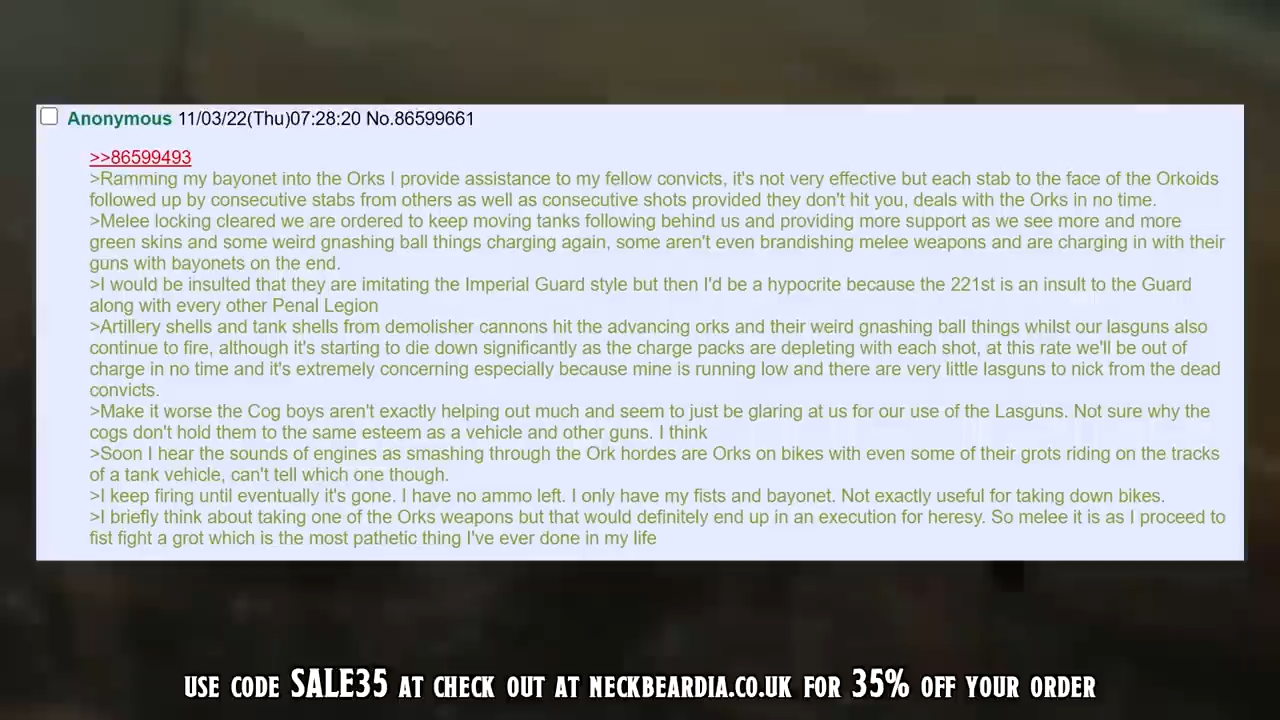 Anonymous 11/03/22(Thu)07:28:20 No.86599661
>>86599493
>Ramming my bayonet into the Orks I provide assistance to my fellow convicts, it's not very effective but each stab to the face of the Orkoids
followed up by consecutive stabs from others as well as consecutive shots provided they don't hit you, deals with the Orks in no time.
>Melee locking cleared we are ordered to keep moving tanks following behind us and providing more support as we see more and more
green skins and some weird gnashing ball things charging again, some aren't even brandishing melee weapons and are charging in with their
guns with bayonets on the end.
>I would be insulted that they are imitating the Imperial Guard style but then I'd be a hypocrite because the 221st is an insult to the Guard
along with every other Penal Legion
>Artillery shells and tank shells from demolisher cannons hit the advancing orks and their weird gnashing ball things whilst our lasguns also
continue to fire, although it's starting to die down significantly as the charge packs are depleting with each shot, at this rate we'll be out of
charge in no time and it's extremely concerning especially because mine is running low and there are very little lasguns to nick from the dead
convicts.
>Make it worse the Cog boys aren't exactly helping out much and seem to just be glaring at us for our use of the Lasguns. Not sure why the
cogs don't hold them to the same esteem as a vehicle and other guns. I think
>Soon I hear the sounds of engines as smashing through the Ork hordes are Orks on bikes with even some of their grots riding on the tracks
of a tank vehicle, can't tell which one though.
>I keep firing until eventually it's gone. I have no ammo left. I only have my fists and bayonet. Not exactly useful for taking down bikes.
>I briefly think about taking one of the Orks weapons but that would definitely end up in an execution for heresy. So melee it is as I proceed to
fist fight a grot which is the most pathetic thing I've ever done in my life
USE CODE SALE35 AT CHECK OUT AT NECKBEARDIA.CO.UK FOR 35% OFF YOUR ORDER